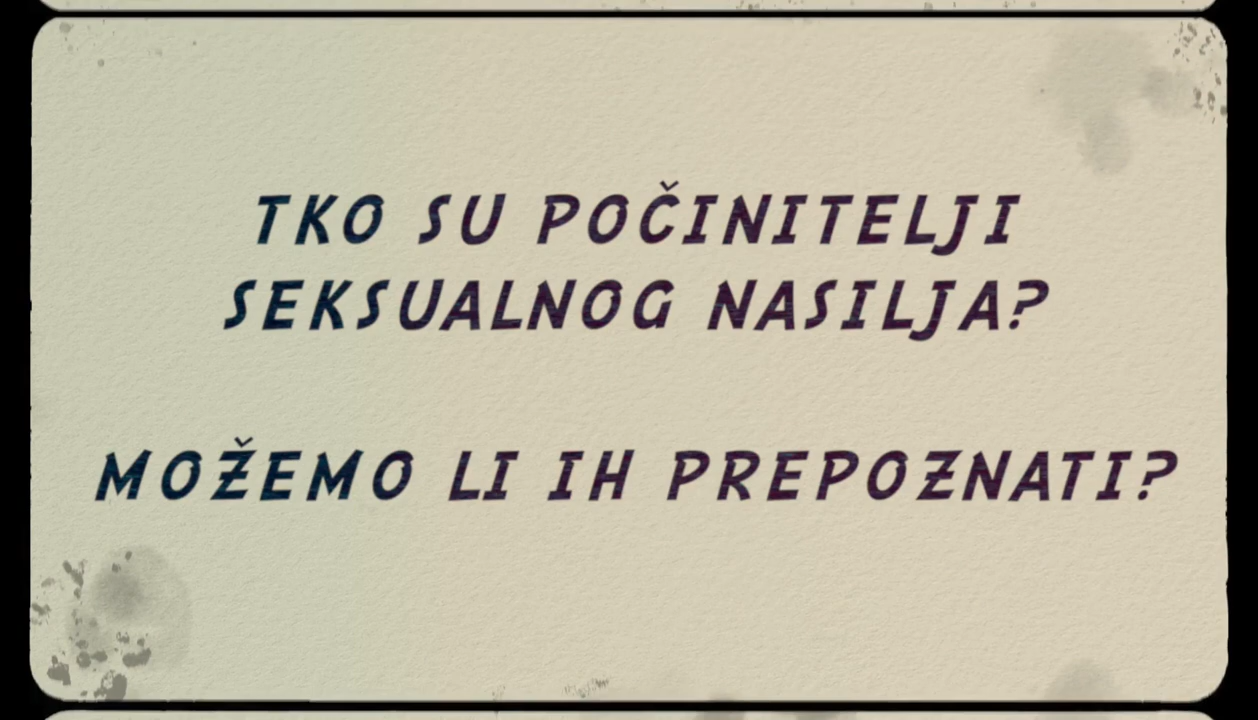 TKO SU POČINITELJI
SEKSUALNOG NASILJA?
MOŽEMO LI IH PREPOZNATI?